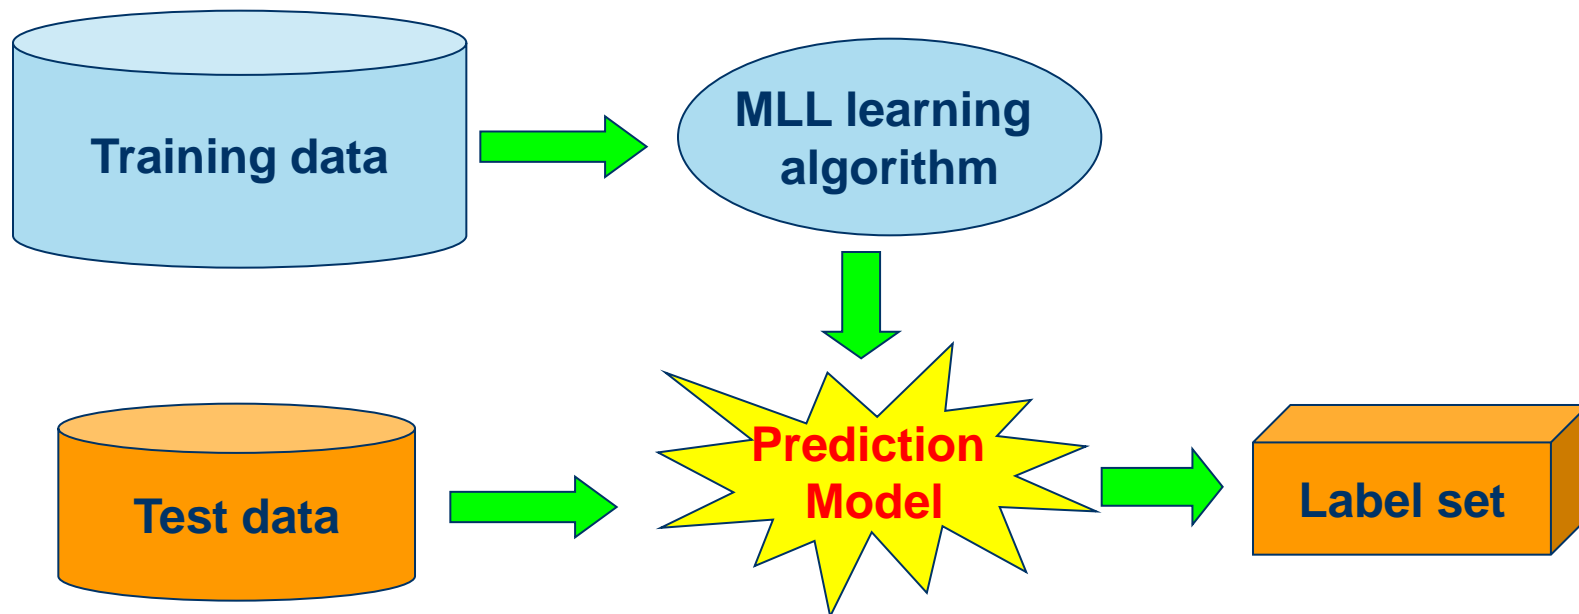 Training data
MLL learning
algorithm
Prediction
Model
Test data
Label set